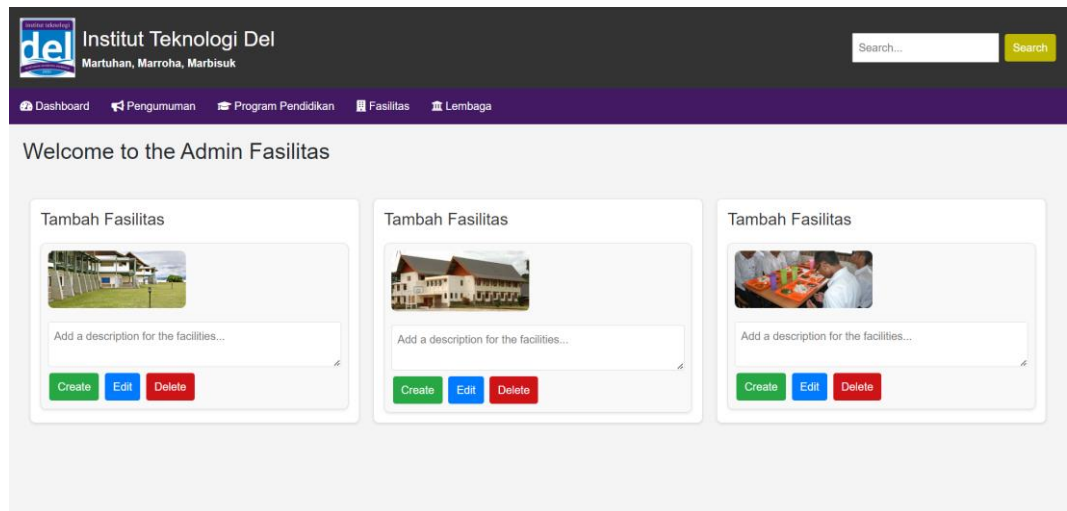 institut teknologi
del
Institut Teknologi Del
Martuhan, Marroha, Marbisuk
Search...
Search
Dashboard
Pengumuman
Program Pendidikan
Fasilitas
Lembaga
Welcome to the Admin Fasilitas
Tambah Fasilitas
Add a description for the facilities...
Create
Edit
Delete
Tambah Fasilitas
Add a description for the facilities...
Create
Edit
Delete
Tambah Fasilitas
Add a description for the facilities...
Create
Edit
Delete